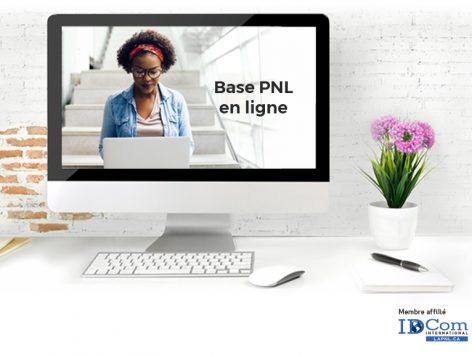 Base PNL
en ligne
Membre affilié
IDCom
INTERNATIONAL
LAPNL.CA